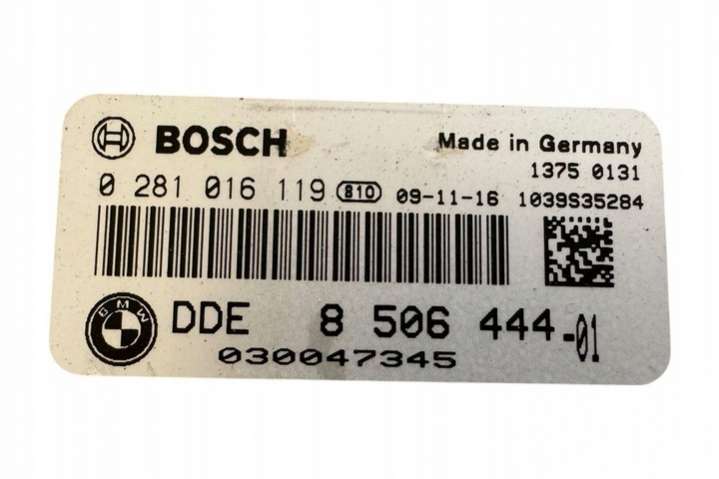 BOSCH Made in Germany
1375 0131
0 281 016 119 810 09-11-16 1039S35284
BMW DDE 8 506 444-01
030047345